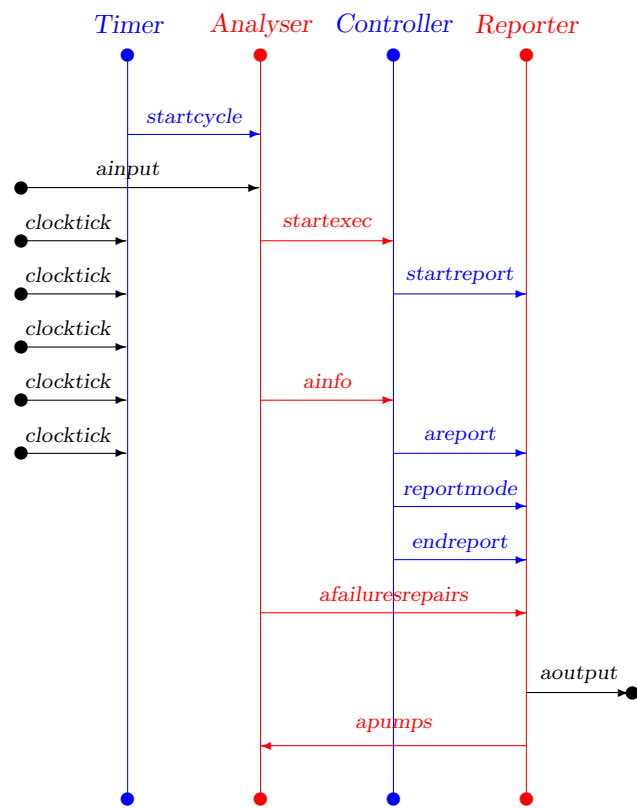 Timer Analyser Controller Reporter
startcycle
ainput
clocktick startexec
clocktick startreport
clocktick
clocktick ainfo
clocktick areport
reportmode
endreport
afailuresrepairs
aoutput
apumps